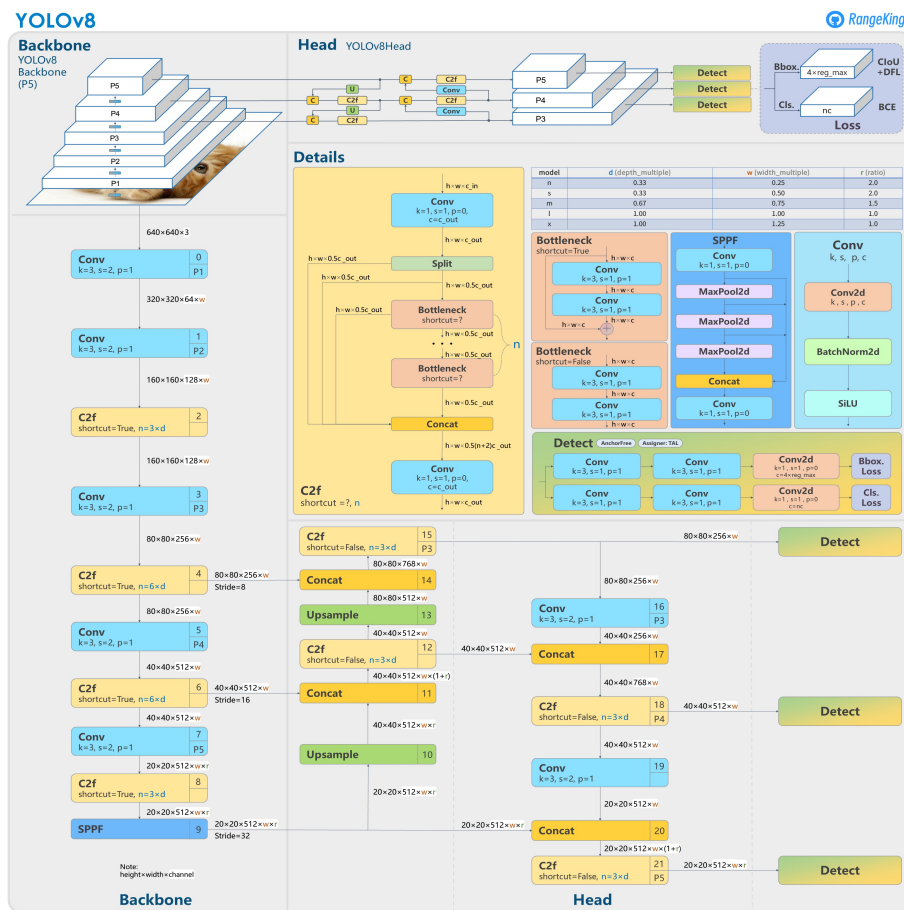 YOLOv8
RangeKing
Backbone
YOLOv8
Backbone
(P5)
P5
P4
P3
P2
P1
Head YOLOv8Head
C
C2f
U
Conv
C
C2f
C
C2f
U
Conv
C
C2f
P5
P4
P3
Detect
Detect
Detect
Bbox.
4×reg_max
CIoU
+DFL
Cls.
nc
BCE
Loss
Details
h×w×c_in
Conv
k=1, s=1, p=0,
c=c_out
h×w×c_out
h×w×0.5c_out
Split
h×w×0.5c_out
h×w×0.5c_out
h×w×0.5c_out
Bottleneck
shortcut=?
h×w×0.5c_out
· · ·
n
h×w×0.5c_out
Bottleneck
shortcut=?
h×w×0.5c_out
Concat
h×w×0.5(n+2)c_out
Conv
k=1, s=1, p=0,
c=c_out
h×w×c_out
C2f
shortcut =?, n
model d (depth_multiple) w (width_multiple) r (ratio)
n 0.33 0.25 2.0
s 0.33 0.50 2.0
m 0.67 0.75 1.5
l 1.00 1.00 1.0
x 1.00 1.25 1.0
Bottleneck
shortcut=True
h×w×c
Conv
k=3, s=1, p=1
h×w×c
Conv
k=3, s=1, p=1
h×w×c
h×w×c
Bottleneck
shortcut=False
h×w×c
Conv
k=3, s=1, p=1
h×w×c
Conv
k=3, s=1, p=1
h×w×c
SPPF
Conv
k=1, s=1, p=0
MaxPool2d
MaxPool2d
MaxPool2d
Concat
Conv
k=1, s=1, p=0
Conv
k, s, p, c
Conv2d
k, s, p, c
BatchNorm2d
SiLU
Detect AnchorFree Assigner: TAL
Conv
k=3, s=1, p=1
Conv
k=3, s=1, p=1
Conv2d
k=1, s=1, p=0
c=4×reg_max
Bbox.
Loss
Conv
k=3, s=1, p=1
Conv
k=3, s=1, p=1
Conv2d
k=1, s=1, p=0
c=nc
Cls.
Loss
640×640×3
Conv 0
k=3, s=2, p=1 P1
320×320×64×w
Conv 1
k=3, s=2, p=1 P2
160×160×128×w
C2f 2
shortcut=True, n=3×d
160×160×128×w
Conv 3
k=3, s=2, p=1 P3
80×80×256×w
C2f 4
shortcut=True, n=6×d
80×80×256×w
Stride=8
80×80×256×w
Conv 5
k=3, s=2, p=1 P4
40×40×512×w
C2f 6
shortcut=True, n=6×d
40×40×512×w
Stride=16
40×40×512×w
Conv 7
k=3, s=2, p=1 P5
20×20×512×w×r
C2f 8
shortcut=True, n=3×d
20×20×512×w×r
SPPF 9
20×20×512×w×r
Stride=32
Note:
height×width×channel
Backbone
C2f 15
shortcut=False, n=3×d P3
80×80×768×w
Concat 14
80×80×512×w
Upsample 13
40×40×512×w
C2f 12
shortcut=False, n=3×d
40×40×512×w
40×40×512×w×(1+r)
Concat 11
40×40×512×w×r
Upsample 10
20×20×512×w×r
80×80×256×w
Detect
80×80×256×w
Conv 16
k=3, s=2, p=1 P3
40×40×256×w
Concat 17
40×40×768×w
C2f 18
shortcut=False, n=3×d P4
40×40×512×w
Detect
40×40×512×w
Conv 19
k=3, s=2, p=1
20×20×512×w
20×20×512×w×r
Concat 20
20×20×512×w×(1+r)
C2f 21
shortcut=False, n=3×d P5
20×20×512×w×r
Detect
Head